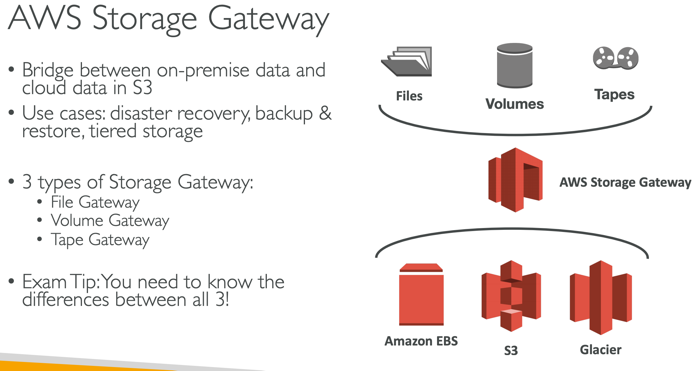 AWS Storage Gateway
• Bridge between on-premise data and
cloud data in S3
• Use cases: disaster recovery, backup &
restore, tiered storage
• 3 types of Storage Gateway:
• File Gateway
• Volume Gateway
• Tape Gateway
• Exam Tip: You need to know the
differences between all 3!
Files
Volumes
Tapes
AWS Storage Gateway
Amazon EBS
S3
Glacier